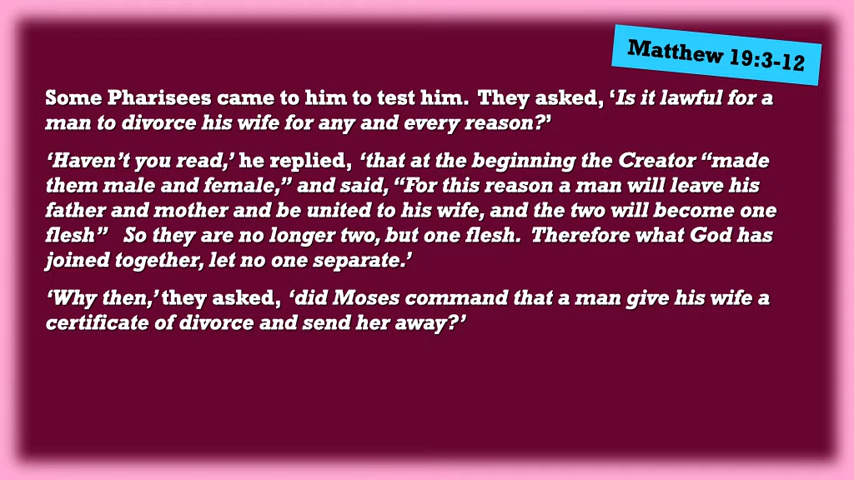 Matthew 19:3-12
Some Pharisees came to him to test him. They asked, ‘Is it lawful for a
man to divorce his wife for any and every reason?’
‘Haven’t you read,’ he replied, ‘that at the beginning the Creator “made
them male and female,” and said, “For this reason a man will leave his
father and mother and be united to his wife, and the two will become one
flesh” So they are no longer two, but one flesh. Therefore what God has
joined together, let no one separate.’
‘Why then,’ they asked, ‘did Moses command that a man give his wife a
certificate of divorce and send her away?’